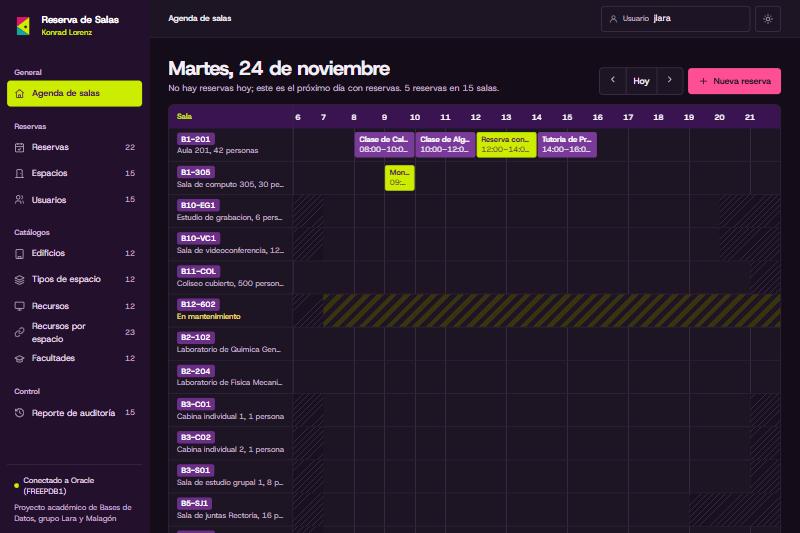 Reserva de Salas
Konrad Lorenz
General
Agenda de salas
Reservas
Reservas 22
Espacios 15
Usuarios 15
Catálogos
Edificios 12
Tipos de espacio 12
Recursos 12
Recursos por
espacio 23
Facultades 12
Control
Reporte de auditoría 15
Conectado a Oracle
(FREEPDB1)
Proyecto académico de Bases de
Datos, grupo Lara y Malagón
Agenda de salas
Usuario jlara
Martes, 24 de noviembre
No hay reservas hoy; este es el próximo día con reservas. 5 reservas en 15 salas.
Hoy
Nueva reserva
Sala 6 7 8 9 10 11 12 13 14 15 16 17 18 19 20 21
B1-201
Aula 201, 42 personas
Clase de Cal...
08:00–10:0...
Clase de Alg...
10:00–12:0...
Reserva con...
12:00–14:0...
Tutoria de Pr...
14:00–16:0...
B1-305
Sala de computo 305, 30 pe...
Mon...
09:...
B10-EG1
Estudio de grabacion, 6 pers...
B10-VC1
Sala de videoconferencia, 12...
B11-COL
Coliseo cubierto, 500 person...
B12-602
En mantenimiento
B2-102
Laboratorio de Quimica Gen...
B2-204
Laboratorio de Fisica Mecani...
B3-C01
Cabina individual 1, 1 persona
B3-C02
Cabina individual 2, 1 persona
B3-S01
Sala de estudio grupal 1, 8 p...
B5-SJ1
Sala de juntas Rectoria, 16 p...